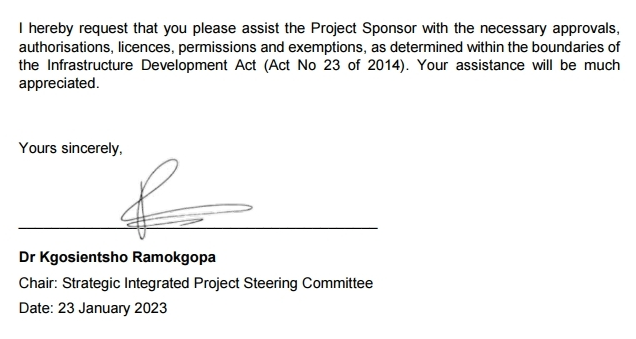 I hereby request that you please assist the Project Sponsor with the necessary approvals,
authorisations, licences, permissions and exemptions, as determined within the boundaries of
the Infrastructure Development Act (Act No 23 of 2014). Your assistance will be much
appreciated.
Yours sincerely,
Dr Kgosientsho Ramokgopa
Chair: Strategic Integrated Project Steering Committee
Date: 23 January 2023